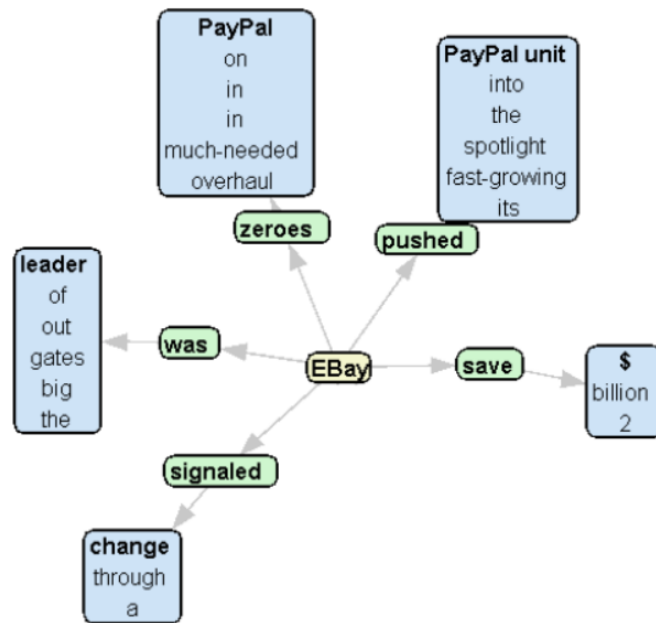 PayPal
on
in
in
much-needed
overhaul
PayPal unit
into
the
spotlight
fast-growing
its
zeroes
pushed
leader
of
out
gates
big
the
was
EBay
save
$
billion
2
signaled
change
through
a